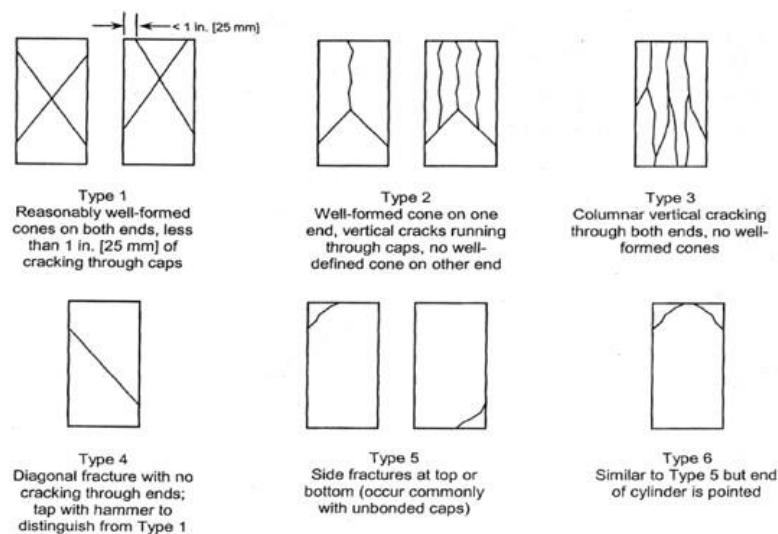 < 1 in. [25 mm]
Type 1
Reasonably well-formed
cones on both ends, less
than 1 in. [25 mm] of
cracking through caps
Type 2
Well-formed cone on one
end, vertical cracks running
through caps, no well-
defined cone on other end
Type 3
Columnar vertical cracking
through both ends, no well-
formed cones
Type 4
Diagonal fracture with no
cracking through ends;
tap with hammer to
distinguish from Type 1
Type 5
Side fractures at top or
bottom (occur commonly
with unbonded caps)
Type 6
Similar to Type 5 but end
of cylinder is pointed